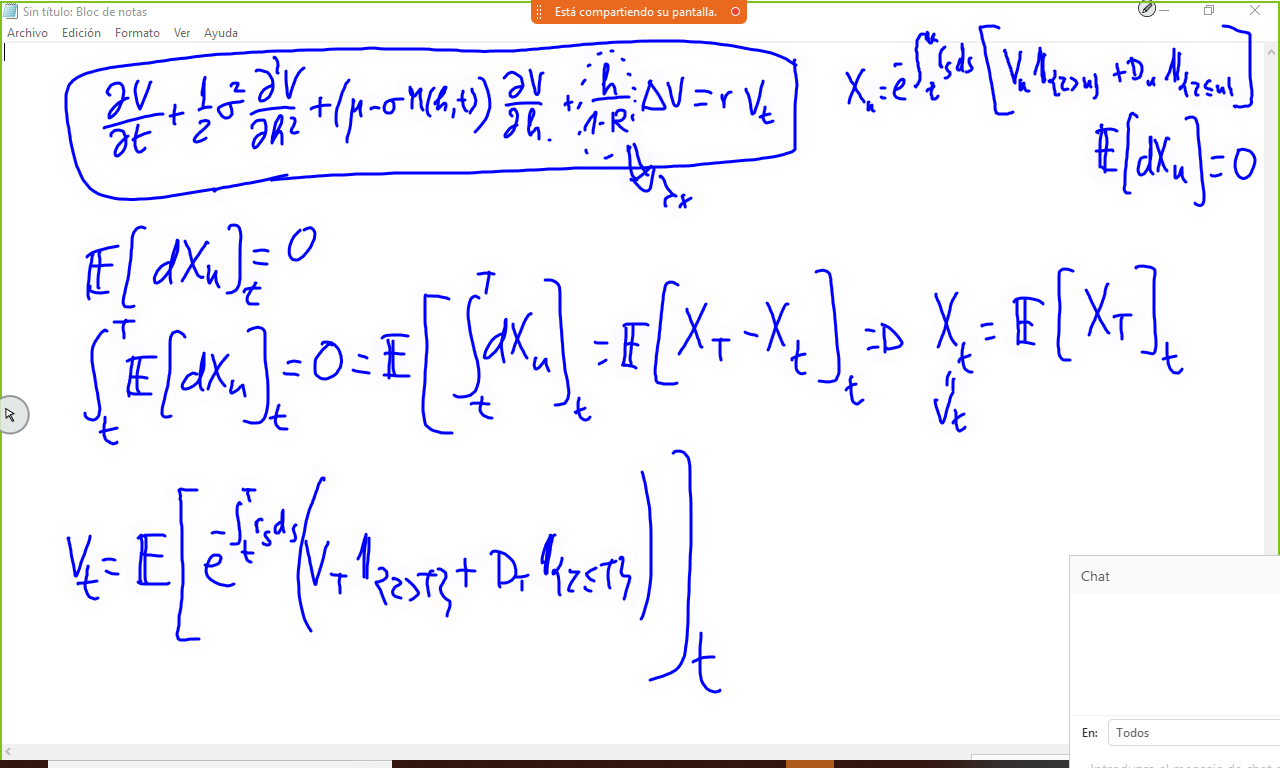 Sin título: Bloc de notas
Está compartiendo su pantalla.
Archivo Edición Formato Ver Ayuda
∂V/∂t + 1/2 σ² ∂²V/∂h² + (μ - σ M(h,t)) ∂V/∂h + h/(1-R) ΔV = r V_t
X_u = e^{-∫_t^u r_s ds} [V_u 1_{τ>u} + D_u 1_{τ≤u}]
𝔼[dX_u] = 0
𝔼[dX_u]_t = 0
∫_t^T 𝔼[dX_u]_t = 0 = 𝔼[∫_t^T dX_u]_t = 𝔼[X_T - X_t]_t ⇒ X_t = 𝔼[X_T]_t
V_t
V_t = 𝔼[e^{-∫_t^T r_s ds} (V_T 1_{τ>T} + D_T 1_{τ≤T})]_t
Chat
En: Todos